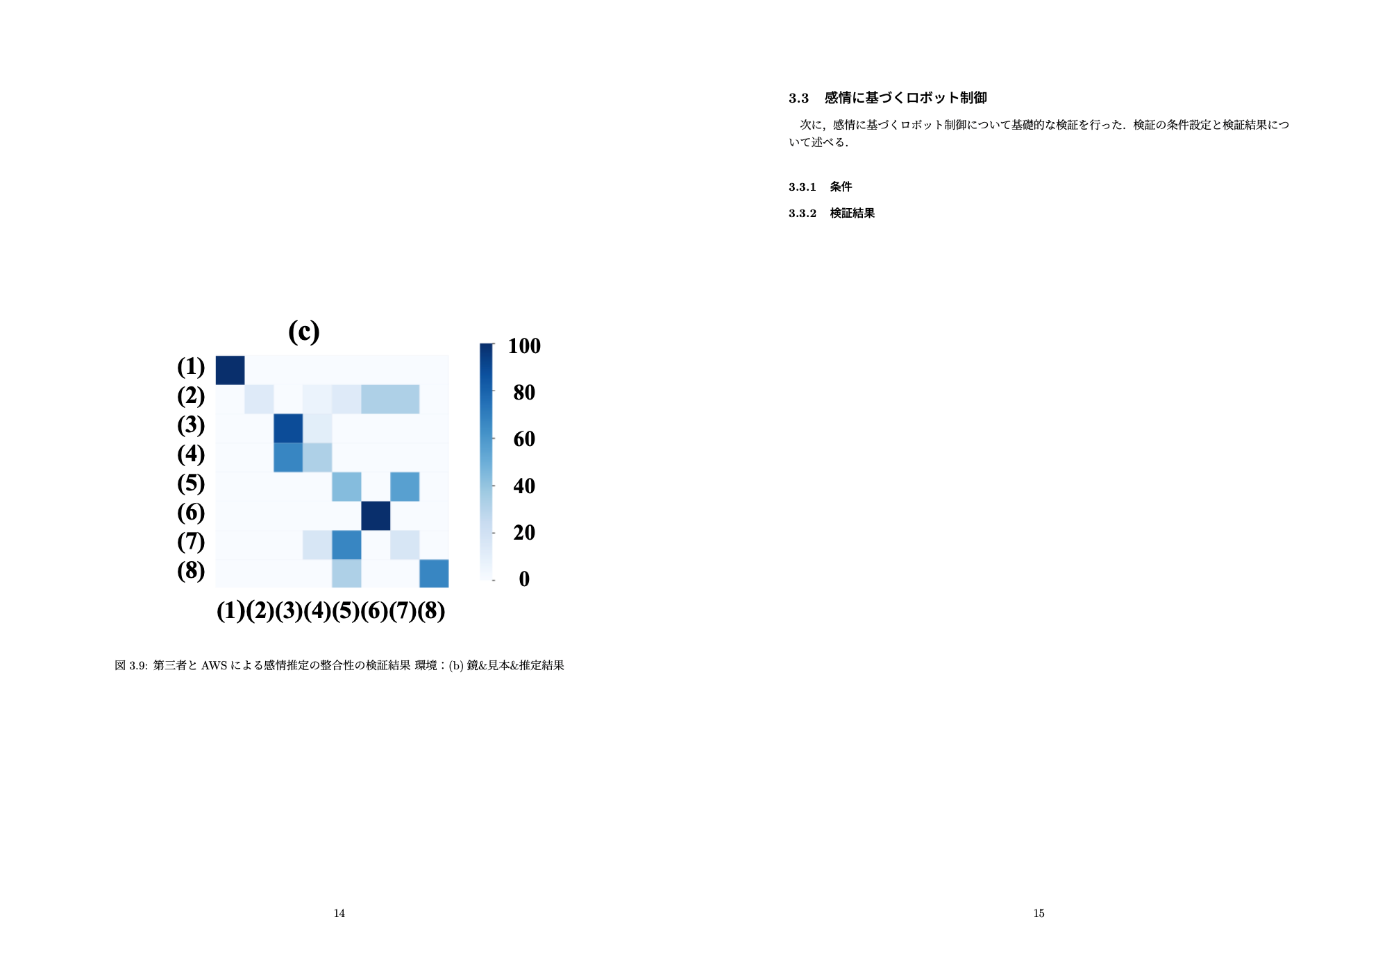 (c)
(1)
(2)
(3)
(4)
(5)
(6)
(7)
(8)
(1)(2)(3)(4)(5)(6)(7)(8)
100
80
60
40
20
0
図 3.9: 第三者と AWS による感情推定の整合性の検証結果 環境：(b) 鏡&見本&推定結果
14
3.3 感情に基づくロボット制御
次に，感情に基づくロボット制御について基礎的な検証を行った．検証の条件設定と検証結果につ
いて述べる．
3.3.1 条件
3.3.2 検証結果
15